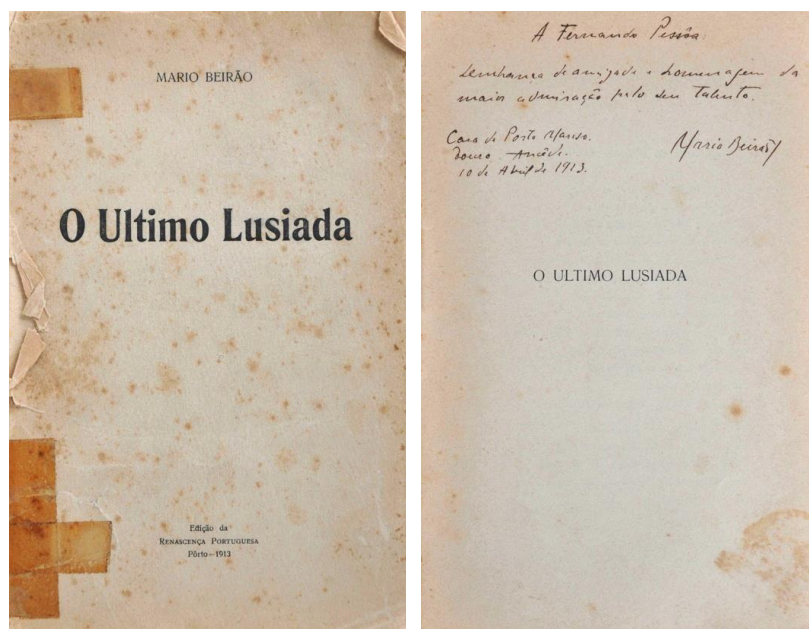 MARIO BEIRÃO
O Ultimo Lusiada
Edição da
RENASCENÇA PORTUGUESA
Pôrto—1913
A Fernando Pessôa:
Lembrança de amizade e homenagem da
maior admiração pelo seu talento.
Casa de Porto Manso.
Douro. Ancêde.
10 de Abril de 1913.
Mario Beirão
O ULTIMO LUSIADA